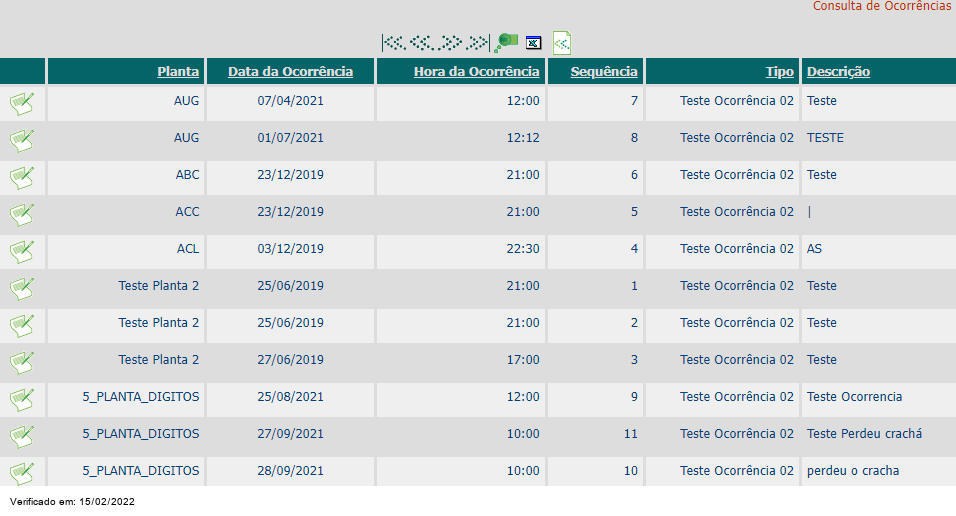 Consulta de Ocorrências
Planta Data da Ocorrência Hora da Ocorrência Sequência Tipo Descrição
AUG 07/04/2021 12:00 7 Teste Ocorrência 02 Teste
AUG 01/07/2021 12:12 8 Teste Ocorrência 02 TESTE
ABC 23/12/2019 21:00 6 Teste Ocorrência 02 Teste
ACC 23/12/2019 21:00 5 Teste Ocorrência 02 |
ACL 03/12/2019 22:30 4 Teste Ocorrência 02 AS
Teste Planta 2 25/06/2019 21:00 1 Teste Ocorrência 02 Teste
Teste Planta 2 25/06/2019 21:00 2 Teste Ocorrência 02 Teste
Teste Planta 2 27/06/2019 17:00 3 Teste Ocorrência 02 Teste
5_PLANTA_DIGITOS 25/08/2021 12:00 9 Teste Ocorrência 02 Teste Ocorrencia
5_PLANTA_DIGITOS 27/09/2021 10:00 11 Teste Ocorrência 02 Teste Perdeu crachá
5_PLANTA_DIGITOS 28/09/2021 10:00 10 Teste Ocorrência 02 perdeu o cracha
Verificado em: 15/02/2022